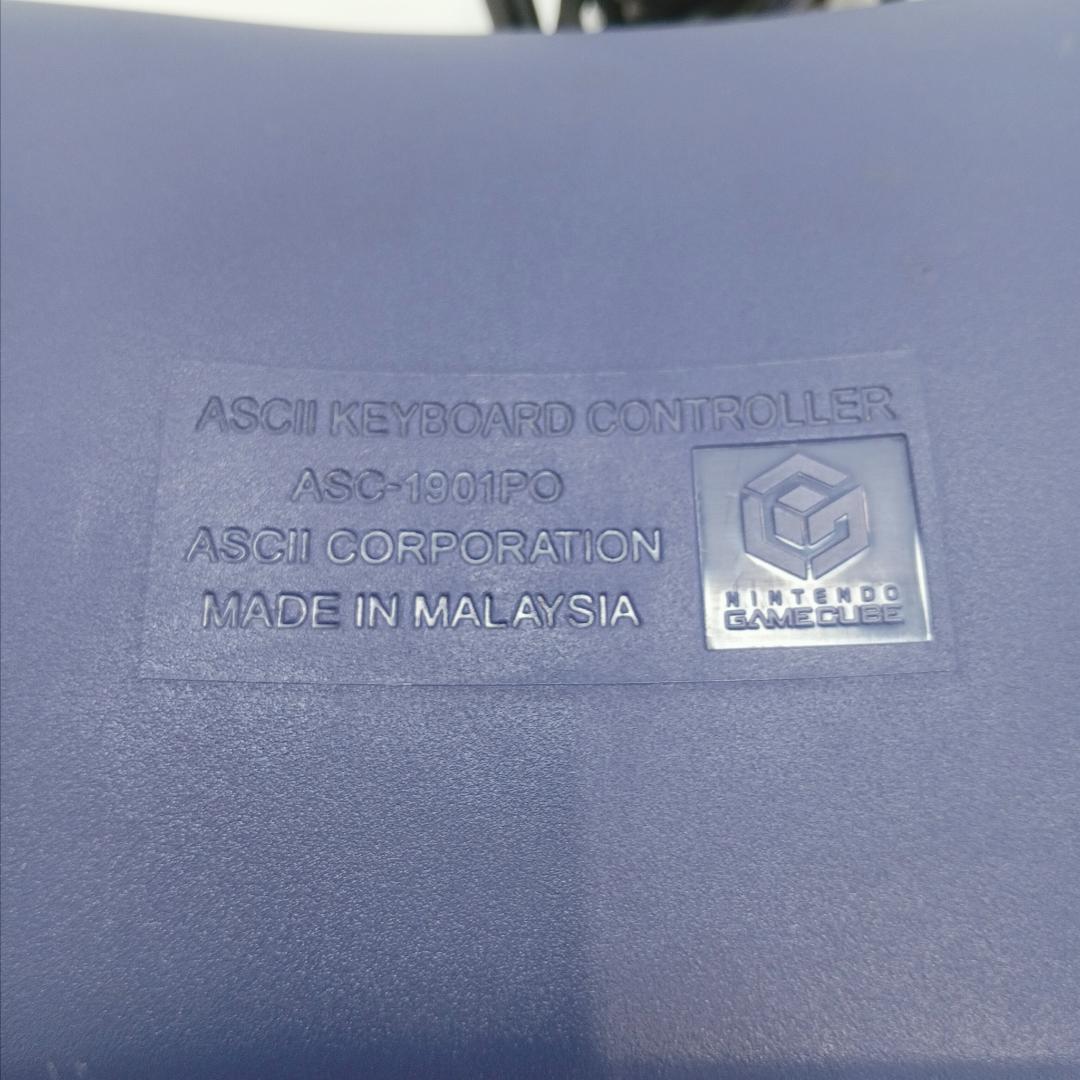 ASCII KEYBOARD CONTROLLER
ASC-1901PO
ASCII CORPORATION
MADE IN MALAYSIA
NINTENDO
GAMECUBE